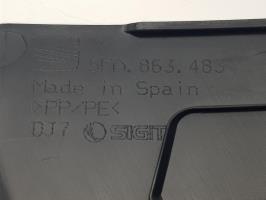 5FA.863.483
Made in Spain
>PP/PE<
DJ7 SIGIT